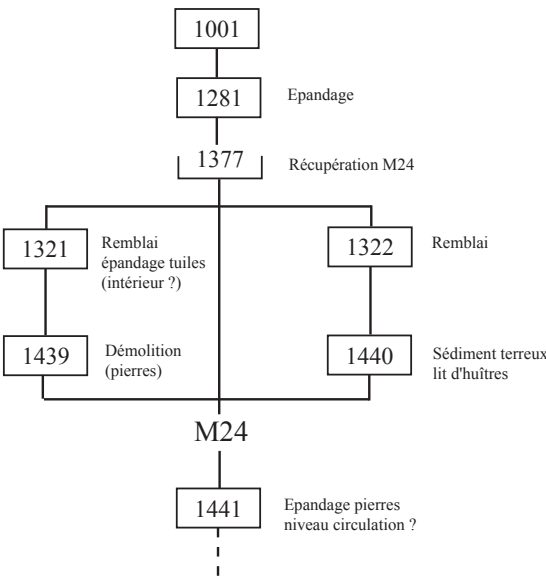 1001
1281
Epandage
1377
Récupération M24
1321
Remblai
épandage tuiles
(intérieur ?)
1322
Remblai
1439
Démolition
(pierres)
1440
Sédiment terreux
lit d'huîtres
M24
1441
Epandage pierres
niveau circulation ?